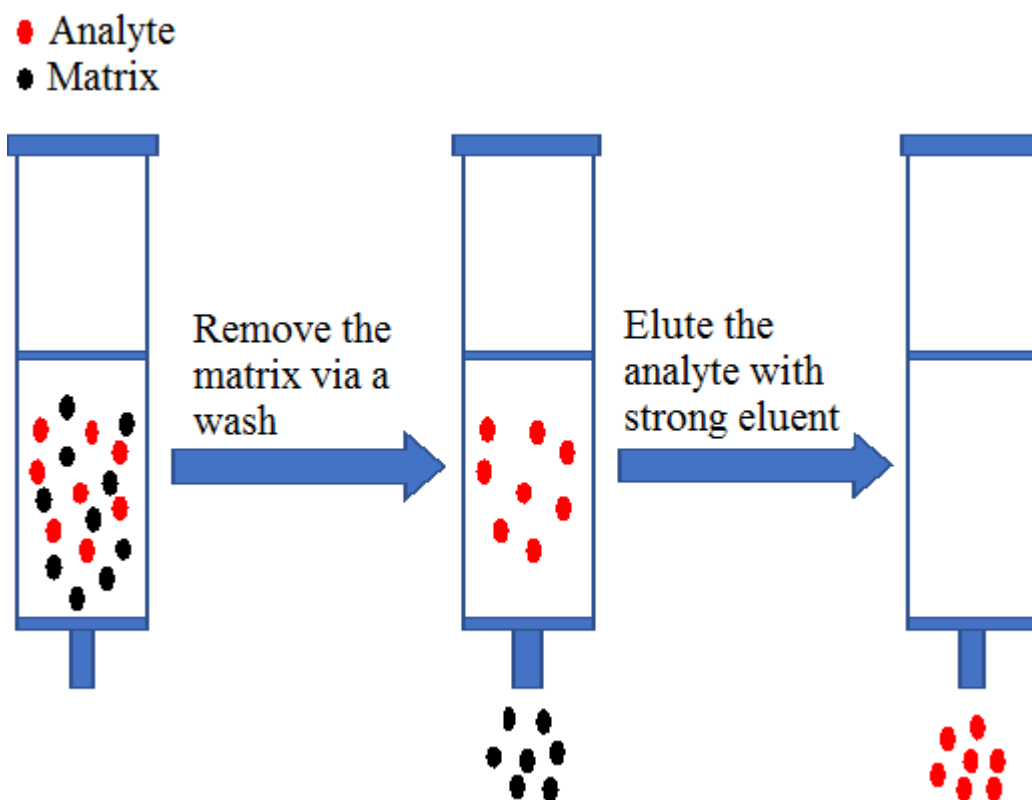 Analyte
Matrix
Remove the
matrix via a
wash
Elute the
analyte with
strong eluent